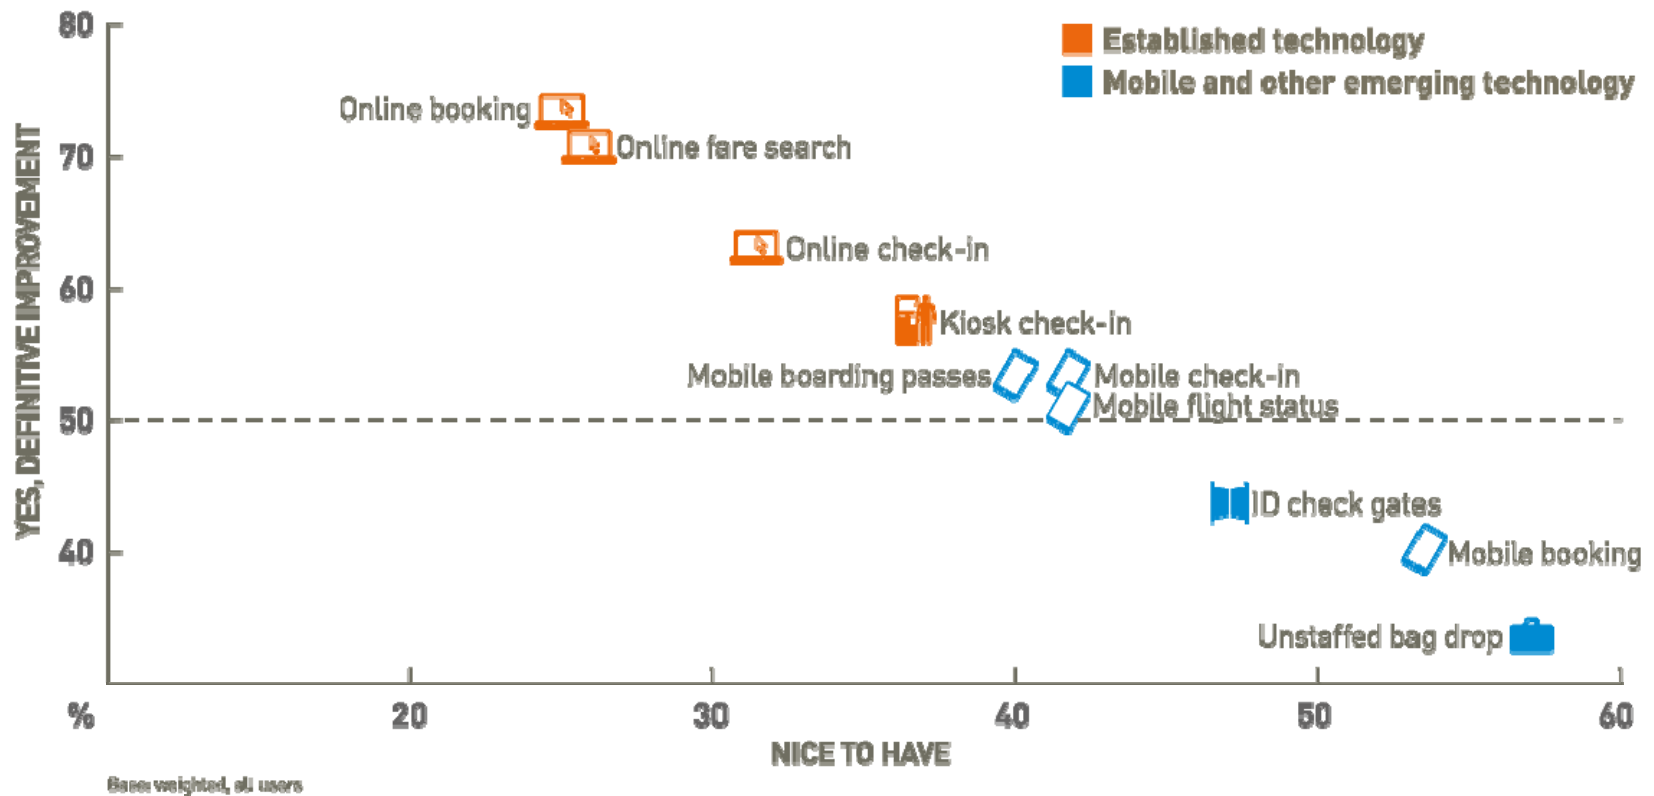 80
Established technology
Mobile and other emerging technology
Online booking
Online fare search
70
YES, DEFINITIVE IMPROVEMENT
Online check-in
60
Kiosk check-in
Mobile boarding passes
Mobile check-in
Mobile flight status
50
ID check gates
40
Mobile booking
Unstaffed bag drop
% 20 30 40 50 60
NICE TO HAVE
Base: weighted, all users